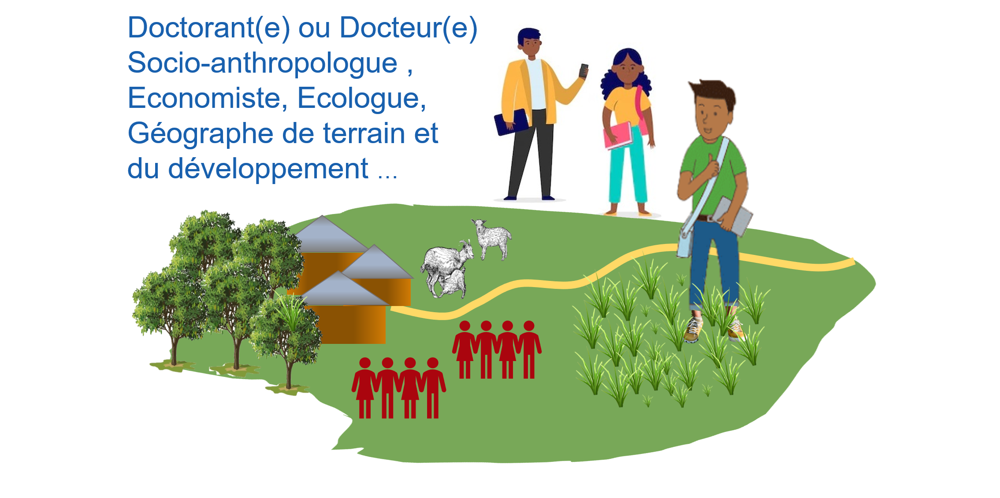 Doctorant(e) ou Docteur(e)
Socio-anthropologue ,
Economiste, Ecologue,
Géographe de terrain et
du développement ...